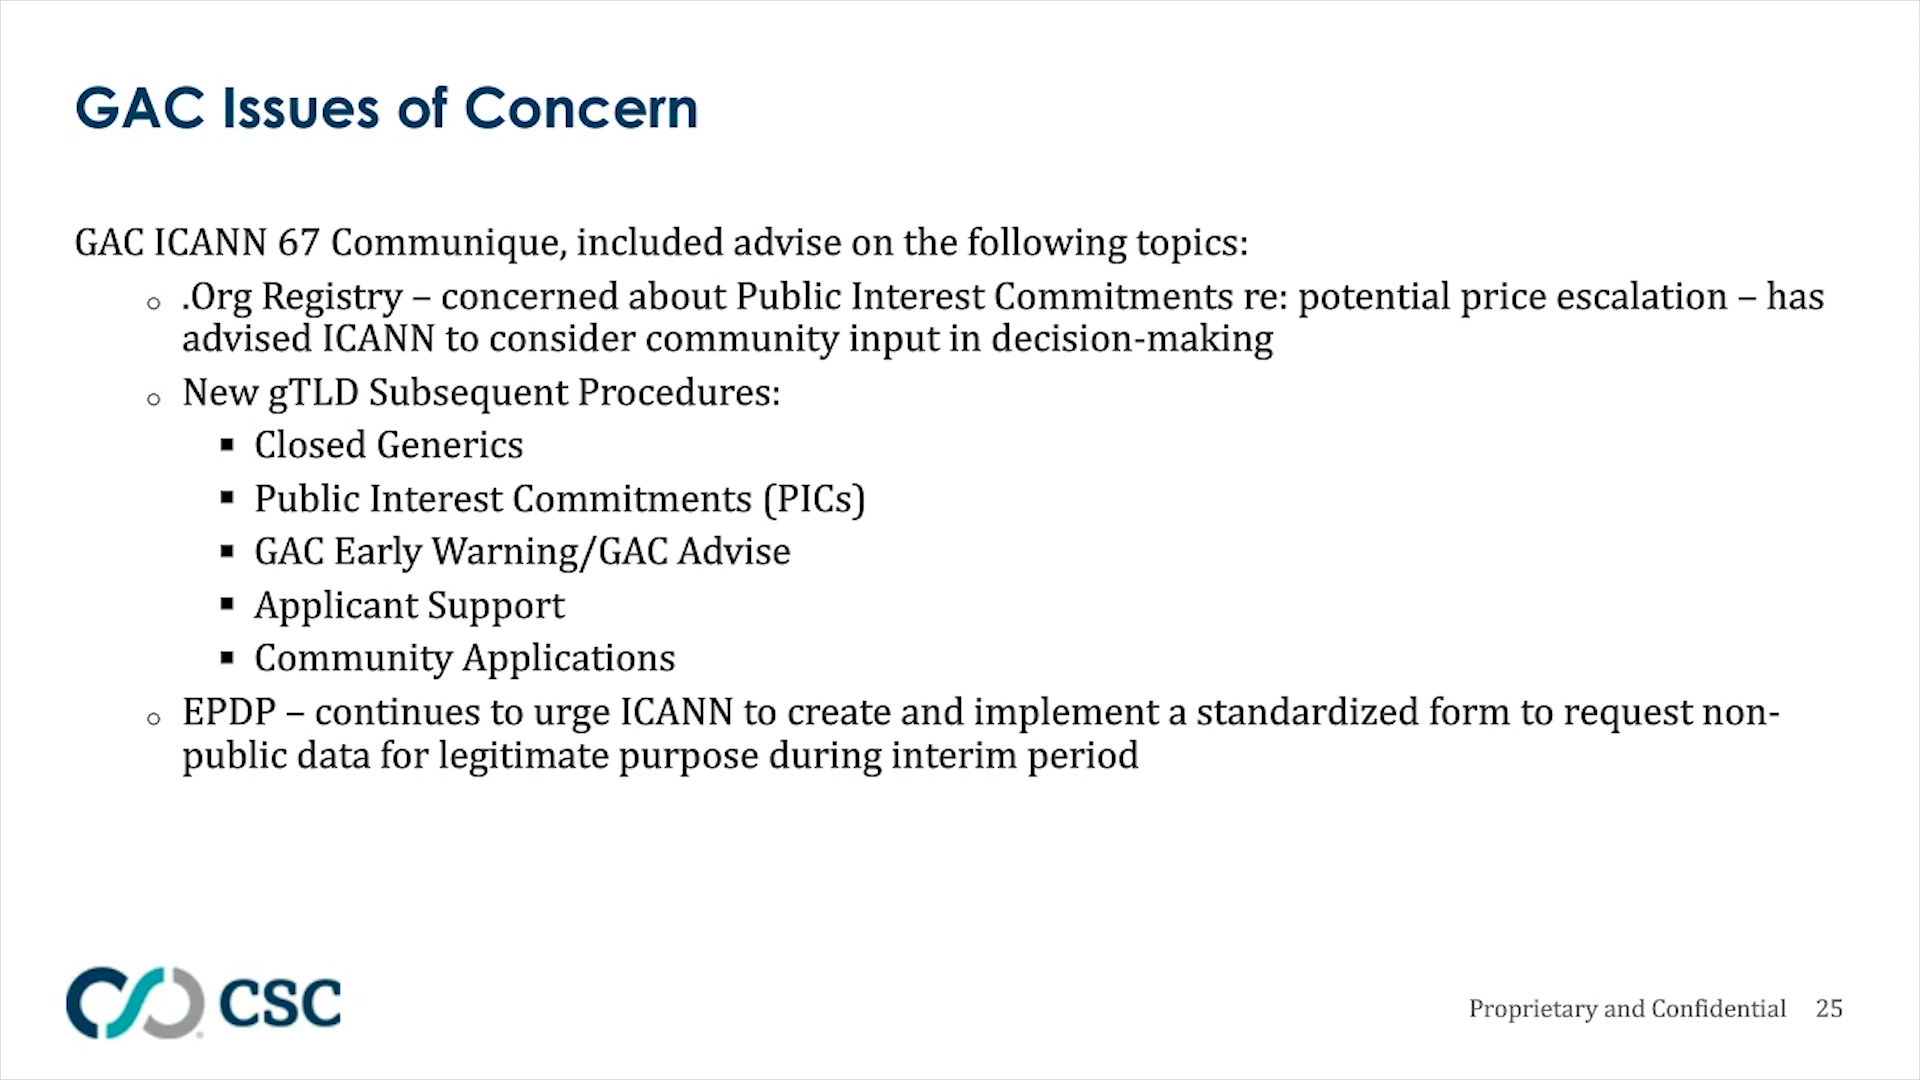 GAC Issues of Concern
GAC ICANN 67 Communique, included advise on the following topics:
○ .Org Registry – concerned about Public Interest Commitments re: potential price escalation – has
advised ICANN to consider community input in decision-making
○ New gTLD Subsequent Procedures:
▪ Closed Generics
▪ Public Interest Commitments (PICs)
▪ GAC Early Warning/GAC Advise
▪ Applicant Support
▪ Community Applications
○ EPDP – continues to urge ICANN to create and implement a standardized form to request non-
public data for legitimate purpose during interim period
CSC
Proprietary and Confidential 25